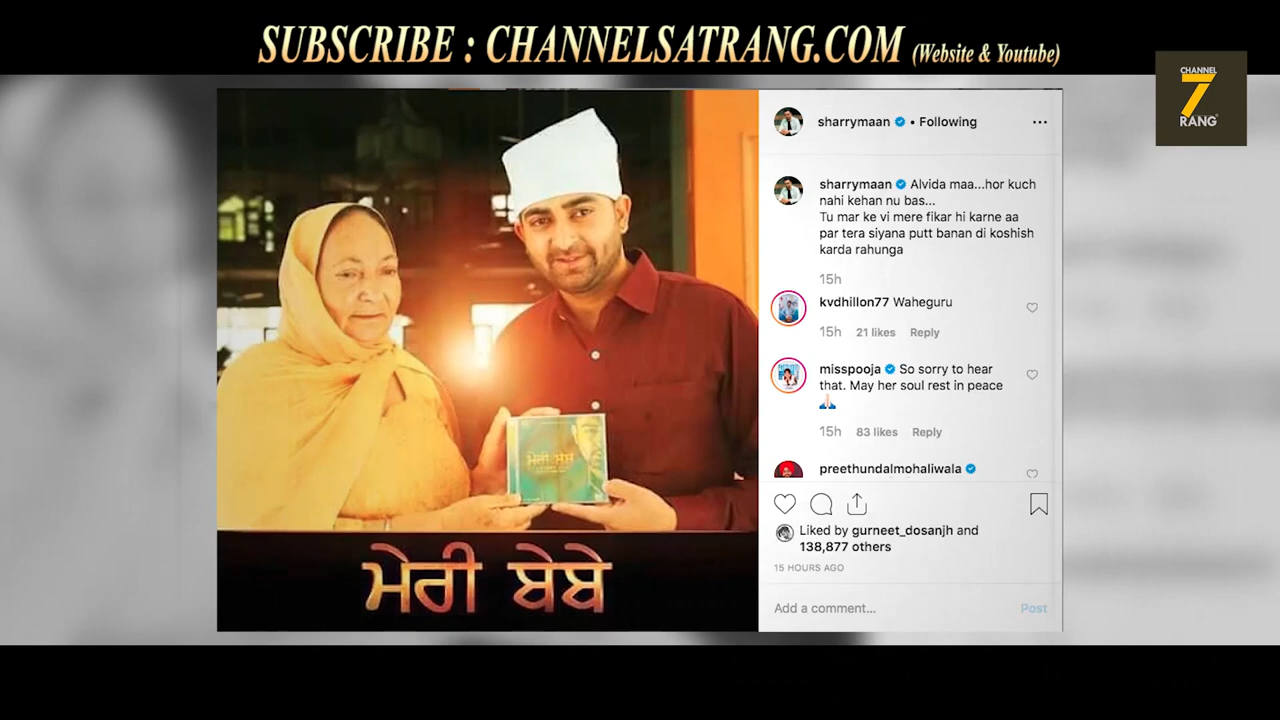 SUBSCRIBE : CHANNELSATRANG.COM (Website & Youtube)
CHANNEL
7
RANG
sharrymaan • Following
sharrymaan Alvida maa...hor kuch
nahi kehan nu bas...
Tu mar ke vi mere fikar hi karne aa
par tera siyana putt banan di koshish
karda rahunga
15h
kvdhillon77 Waheguru
15h 21 likes Reply
misspooja So sorry to hear
that. May her soul rest in peace
🙏🏻
15h 83 likes Reply
preethundalmohaliwala
Liked by gurneet_dosanjh and
138,877 others
15 HOURS AGO
Add a comment... Post
ਮੇਰੀ ਬੇਬੇ
ਮੇਰੀ ਬੇਬੇ